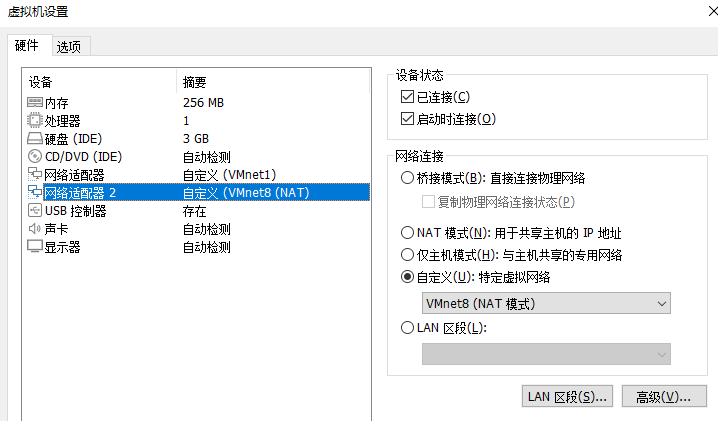 虚拟机设置
硬件 选项
设备 摘要
内存 256 MB
处理器 1
硬盘 (IDE) 3 GB
CD/DVD (IDE) 自动检测
网络适配器 自定义 (VMnet1)
网络适配器 2 自定义 (VMnet8 (NAT)
USB 控制器 存在
声卡 自动检测
显示器 自动检测
设备状态
已连接(C)
启动时连接(O)
网络连接
桥接模式(B): 直接连接物理网络
复制物理网络连接状态(P)
NAT 模式(N): 用于共享主机的 IP 地址
仅主机模式(H): 与主机共享的专用网络
自定义(U): 特定虚拟网络
VMnet8 (NAT 模式)
LAN 区段(L):
LAN 区段(S)... 高级(V)...